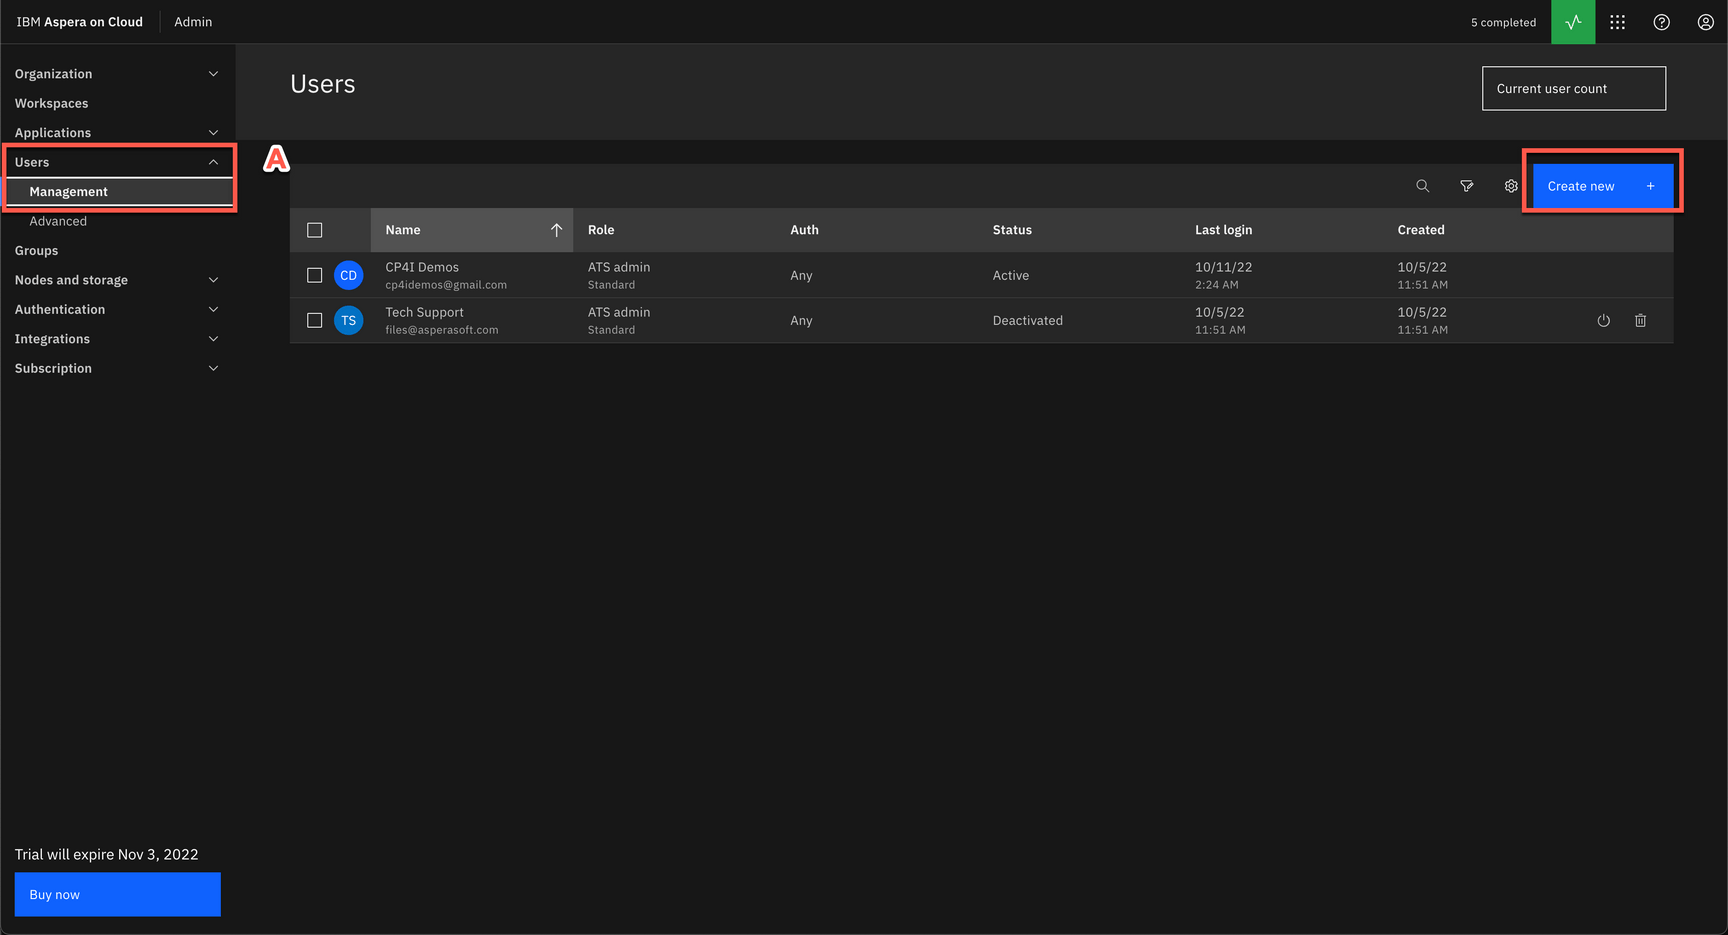 IBM Aspera on Cloud Admin 5 completed
Organization
Workspaces
Applications
Users
Management
Advanced
Groups
Nodes and storage
Authentication
Integrations
Subscription
Trial will expire Nov 3, 2022
Buy now
Users
Current user count
A
Create new +
Name Role Auth Status Last login Created
CD CP4I Demos ATS admin Any Active 10/11/22 10/5/22
cp4idemos@gmail.com Standard 2:24 AM 11:51 AM
TS Tech Support ATS admin Any Deactivated 10/5/22 10/5/22
files@asperasoft.com Standard 11:51 AM 11:51 AM